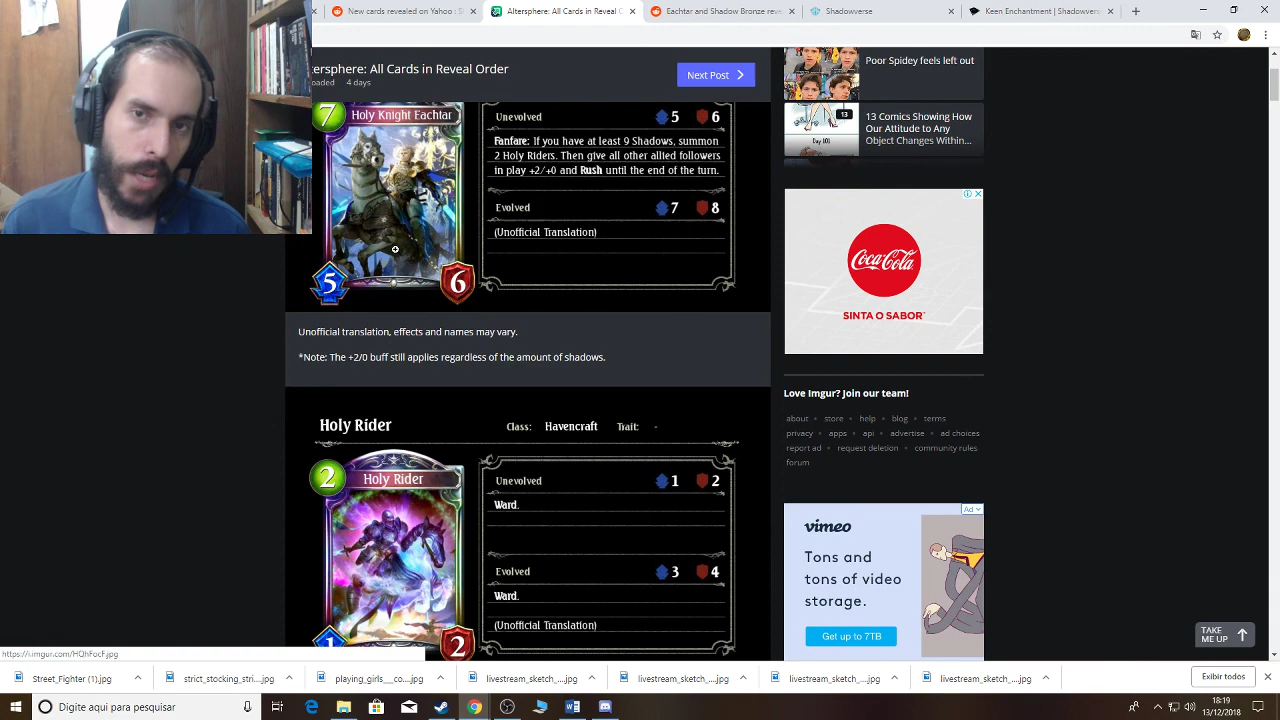 New cards revealed on Yahoo : S
Altersphere: All Cards in Reveal C
Eachtar and Shadow Bronze reve
Shadowverse
Keen Enchantment | Shadowvers
tersphere: All Cards in Reveal Order
oaded 4 days
Next Post
7
Holy Knight Eachtar
5
6
Unevolved 5 6
Fanfare: If you have at least 9 Shadows, summon
2 Holy Riders. Then give all other allied followers
in play +2/+0 and Rush until the end of the turn.
Evolved 7 8
(Unofficial Translation)
Unofficial translation, effects and names may vary.
*Note: The +2/0 buff still applies regardless of the amount of shadows.
Holy Rider
Class: Havencraft Trait: -
2
Holy Rider
1
2
Unevolved 1 2
Ward.
Evolved 3 4
Ward.
(Unofficial Translation)
Poor Spidey feels left out
13
Day 101
13 Comics Showing How
Our Attitude to Any
Object Changes Within...
Coca-Cola
SINTA O SABOR
Love Imgur? Join our team!
about store help blog terms
privacy apps api advertise ad choices
report ad request deletion community rules
forum
Ad
vimeo
Tons and
tons of video
storage.
Get up to 7TB
TAKE
ME UP
https://i.imgur.com/HQhFocF.jpg
Street_Fighter (1).jpg
strict_stocking_stri....jpg
playing_girls__co....jpg
livestream_sketch_....jpg
livestream_sketch_....jpg
livestream_sketch_....jpg
livestream_sketch_....jpg
Exibir todos
Digite aqui para pesquisar
18:19
13/12/2018